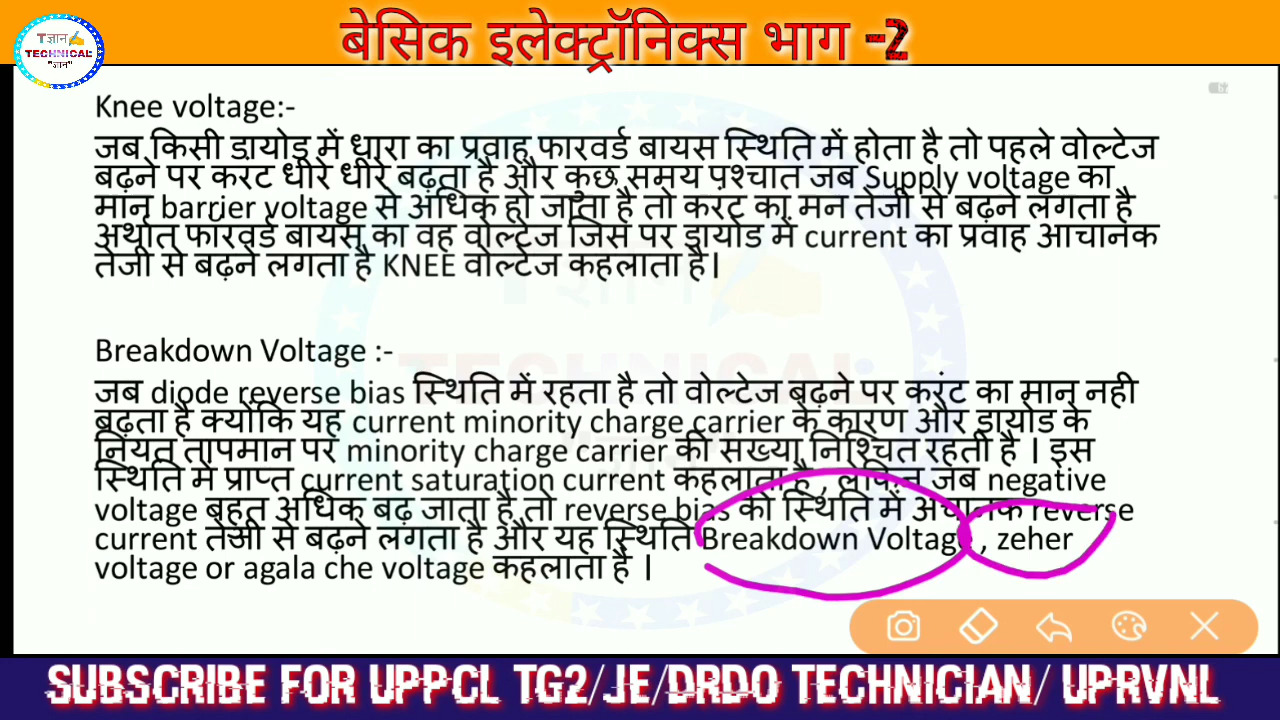 Tज्ञान✍
TECHNICAL
"ज्ञान"
बेसिक इलेक्ट्रॉनिक्स भाग -2
Knee voltage:-
जब किसी डायोड में धारा का प्रवाह फारवर्ड बायस स्थिति में होता है तो पहले वोल्टेज
बढ़ने पर करंट धीरे धीरे बढ़ता है और कुछ समय पश्चात जब Supply voltage का
मान barrier voltage से अधिक हो जाता है तो करंट का मन तेजी से बढ़ने लगता है
अर्थात फॉरवर्ड बायस का वह वोल्टेज जिस पर डायोड में current का प्रवाह आचानक
तेजी से बढ़ने लगता है KNEE वोल्टेज कहलाता है।
Breakdown Voltage :-
जब diode reverse bias स्थिति में रहता है तो वोल्टेज बढ़ने पर करंट का मान नही
बढ़ता है क्योंकि यह current minority charge carrier के कारण और डायोड के
नियत तापमान पर minority charge carrier की संख्या निश्चित रहती है । इस
स्थिति में प्राप्त current saturation current कहलाता है , लेकिन जब negative
voltage बहुत अधिक बढ़ जाता है तो reverse bias की स्थिति में अचानक reverse
current तेजी से बढ़ने लगता है और यह स्थिति Breakdown Voltage , zeher
voltage or agala che voltage कहलाता है ।
SUBSCRIBE FOR UPPCL TG2/JE/DRDO TECHNICIAN/ UPRVNL